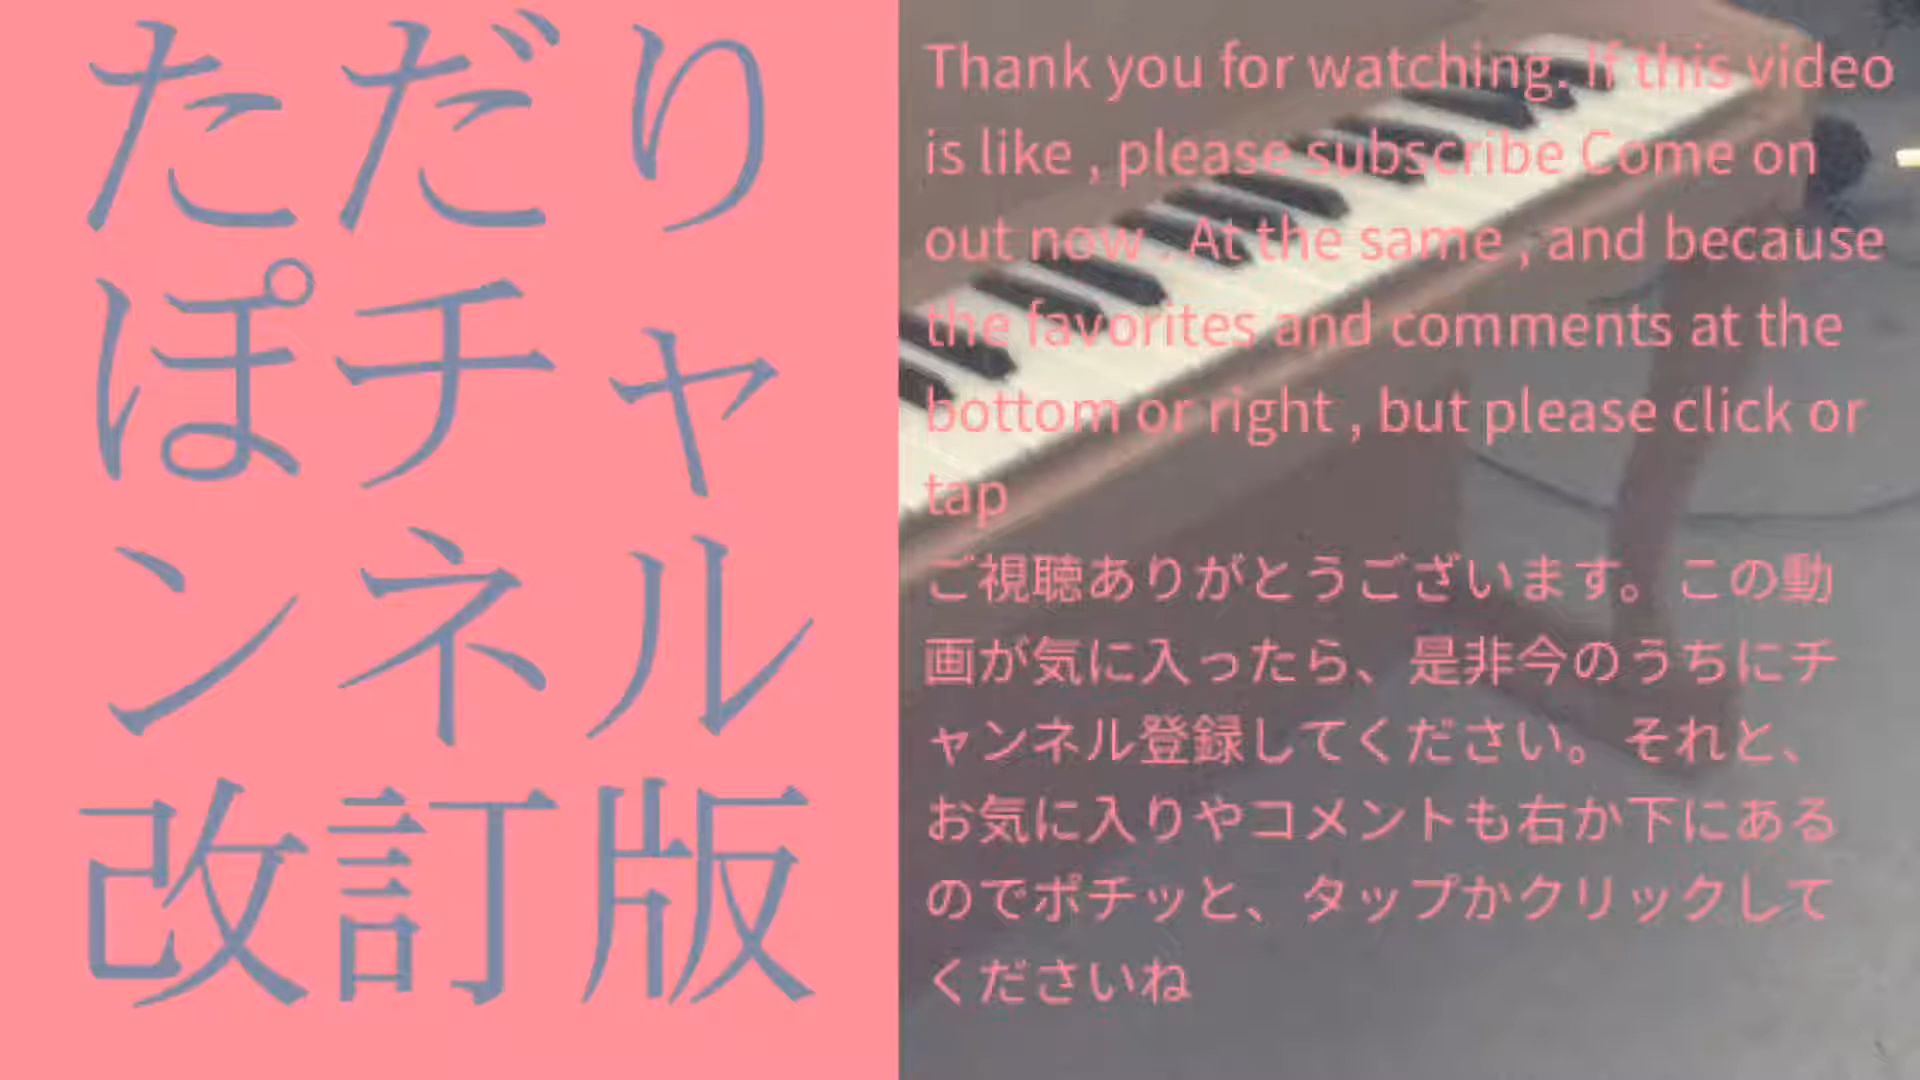 ただり
ぽチャ
ンネル
改訂版
Thank you for watching. If this video
is like , please subscribe Come on
out now . At the same , and because
the favorites and comments at the
bottom or right , but please click or
tap
ご視聴ありがとうございます。この動
画が気に入ったら、是非今のうちにチ
ャンネル登録してください。それと、
お気に入りやコメントも右か下にある
のでポチッと、タップかクリックして
くださいね